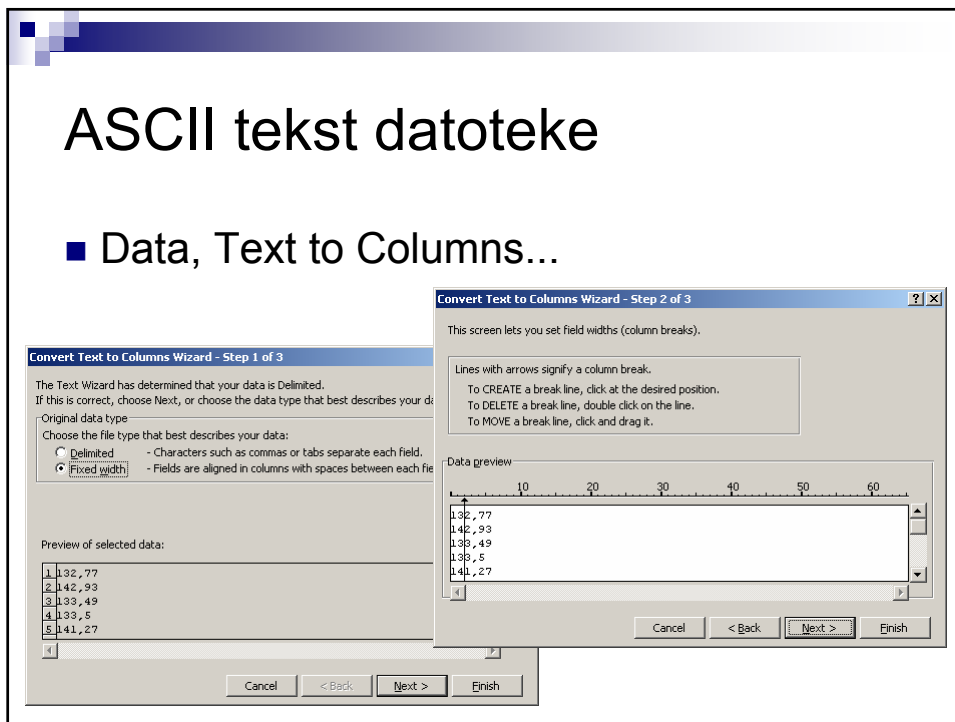 ASCII tekst datoteke
Data, Text to Columns...
Convert Text to Columns Wizard - Step 1 of 3
The Text Wizard has determined that your data is Delimited.
If this is correct, choose Next, or choose the data type that best describes your
Original data type
Choose the file type that best describes your data:
Delimited - Characters such as commas or tabs separate each field.
Fixed width - Fields are aligned in columns with spaces between each
Preview of selected data:
1 132,77
2 142,93
3 133,49
4 133,5
5 141,27
Cancel < Back Next > Finish
Convert Text to Columns Wizard - Step 2 of 3
This screen lets you set field widths (column breaks).
Lines with arrows signify a column break.
To CREATE a break line, click at the desired position.
To DELETE a break line, double click on the line.
To MOVE a break line, click and drag it.
Data preview
10 20 30 40 50 60
132,77
142,93
133,49
133,5
141,27
Cancel < Back Next > Finish